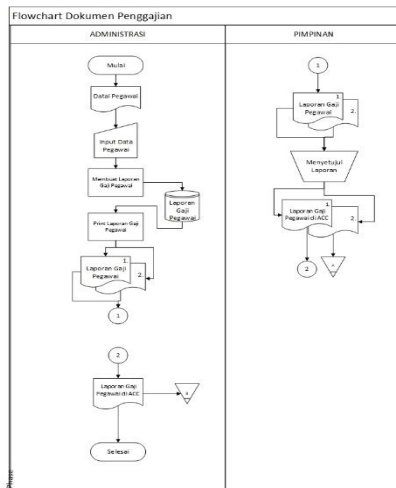 Flowchart Dokumen Penggajian
ADMINISTRASI
Mulai
Datai Pegawai
Input Data
Pegawai
Membuat Laporan
Gaji Pegawai
Laporan
Gaji
Pegawai
Print Laporan Gaji
Pegawai
1.
Laporan Gaji
Pegawai
2.
1
2
Laporan Gaji
Pegawai di ACC
Selesai
PIMPINAN
1
1.
Laporan Gaji
Pegawai
2.
Menyetujui
Laporan
1.
Laporan Gaji
Pegawai di ACC
2.
2
Phase